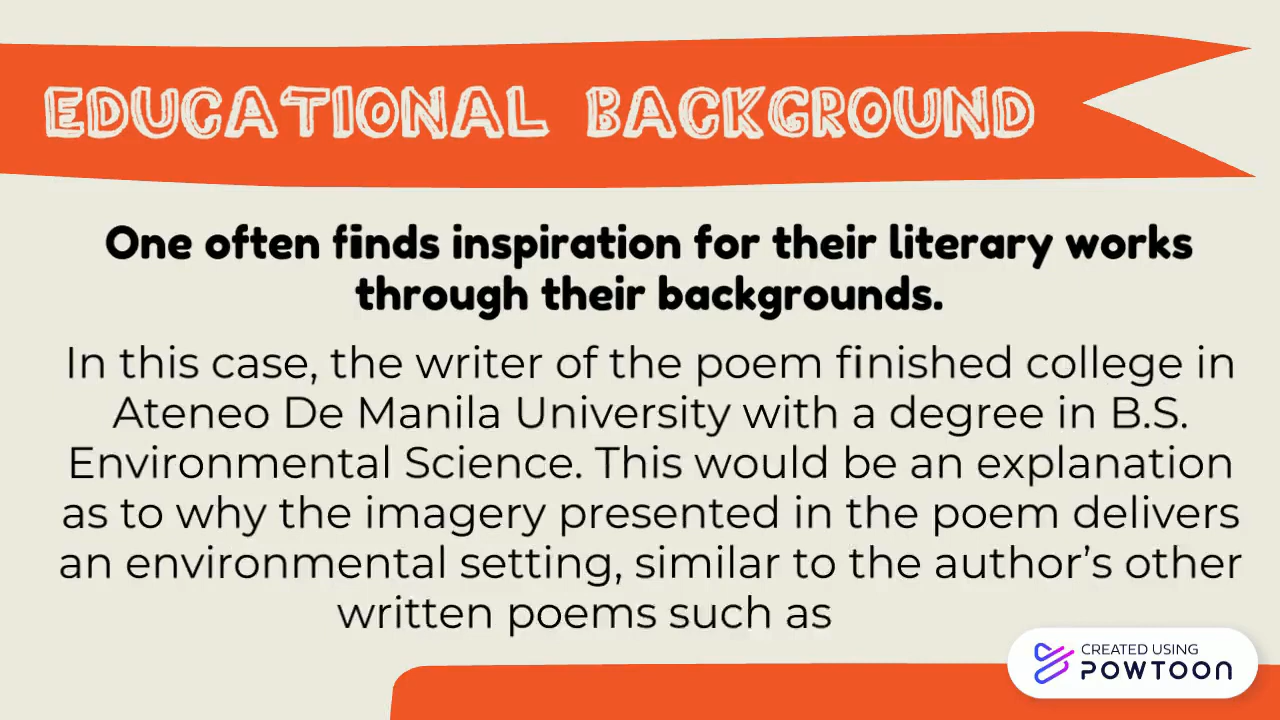 EDUCATIONAL BACKGROUND
One often finds inspiration for their literary works
through their backgrounds.
In this case, the writer of the poem finished college in
Ateneo De Manila University with a degree in B.S.
Environmental Science. This would be an explanation
as to why the imagery presented in the poem delivers
an environmental setting, similar to the author’s other
written poems such as
CREATED USING
POWTOON